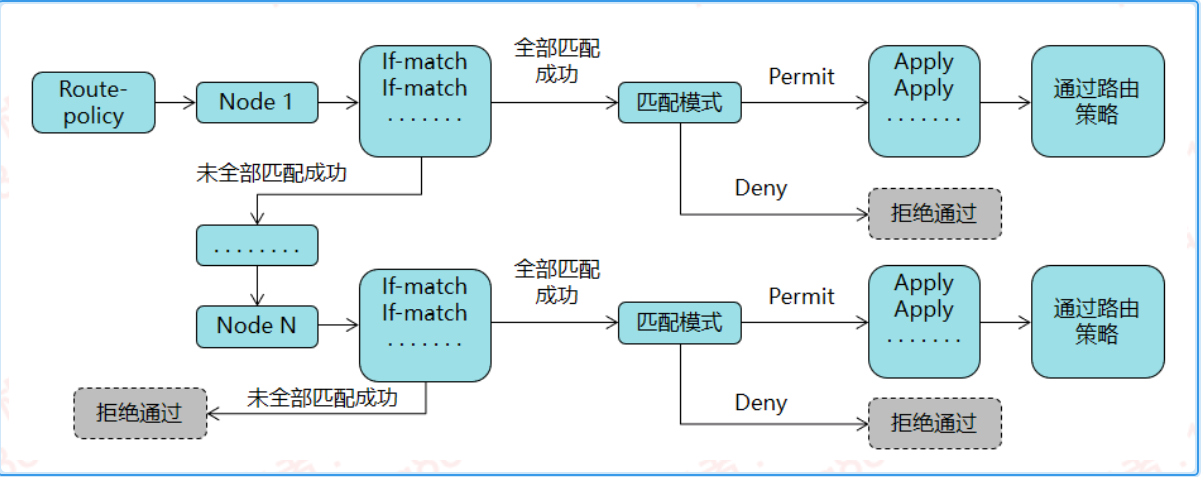 Route-
policy
Node 1
If-match
If-match
.......
全部匹配
成功
匹配模式
Permit
Apply
Apply
.......
通过路由
策略
Deny
拒绝通过
未全部匹配成功
........
Node N
If-match
If-match
.......
全部匹配
成功
匹配模式
Permit
Apply
Apply
.......
通过路由
策略
Deny
拒绝通过
未全部匹配成功
拒绝通过